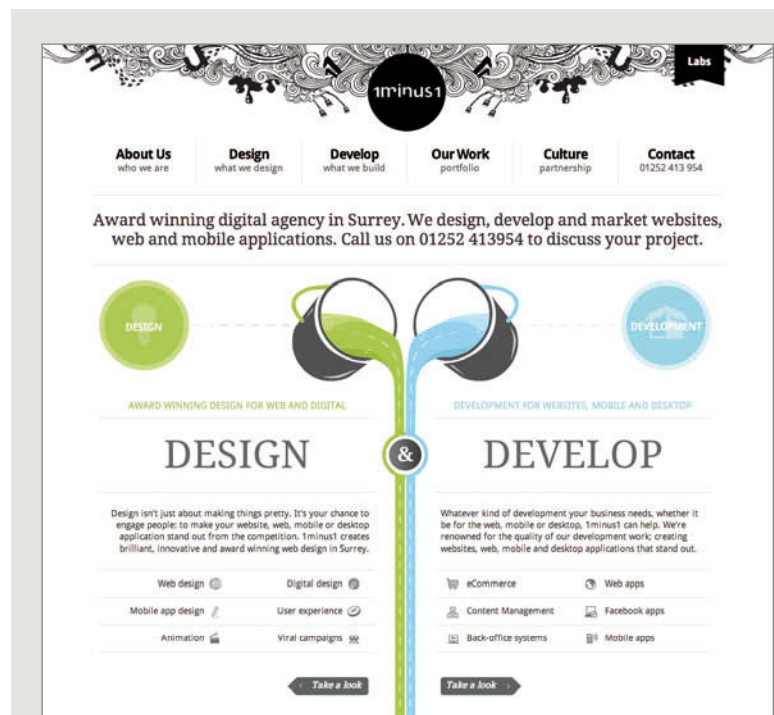 Labs
1minus1
About Us
who we are
Design
what we design
Develop
what we build
Our Work
portfolio
Culture
partnership
Contact
01252 413 954
Award winning digital agency in Surrey. We design, develop and market websites,
web and mobile applications. Call us on 01252 413954 to discuss your project.
DESIGN
DEVELOPMENT
AWARD WINNING DESIGN FOR WEB AND DIGITAL
DESIGN
Design isn't just about making things pretty. It's your chance to
engage people: to make your website, web, mobile or desktop
application stand out from the competition. 1minus1 creates
brilliant, innovative and award winning web design in Surrey.
Web design
Digital design
Mobile app design
User experience
Animation
Viral campaigns
Take a look
&
DEVELOPMENT FOR WEBSITES, MOBILE AND DESKTOP
DEVELOP
Whatever kind of development your business needs, whether it
be for the web, mobile or desktop, 1minus1 can help. We're
renowned for the quality of our development work; creating
websites, web, mobile and desktop applications that stand out.
eCommerce
Web apps
Content Management
Facebook apps
Back-office systems
Mobile apps
Take a look